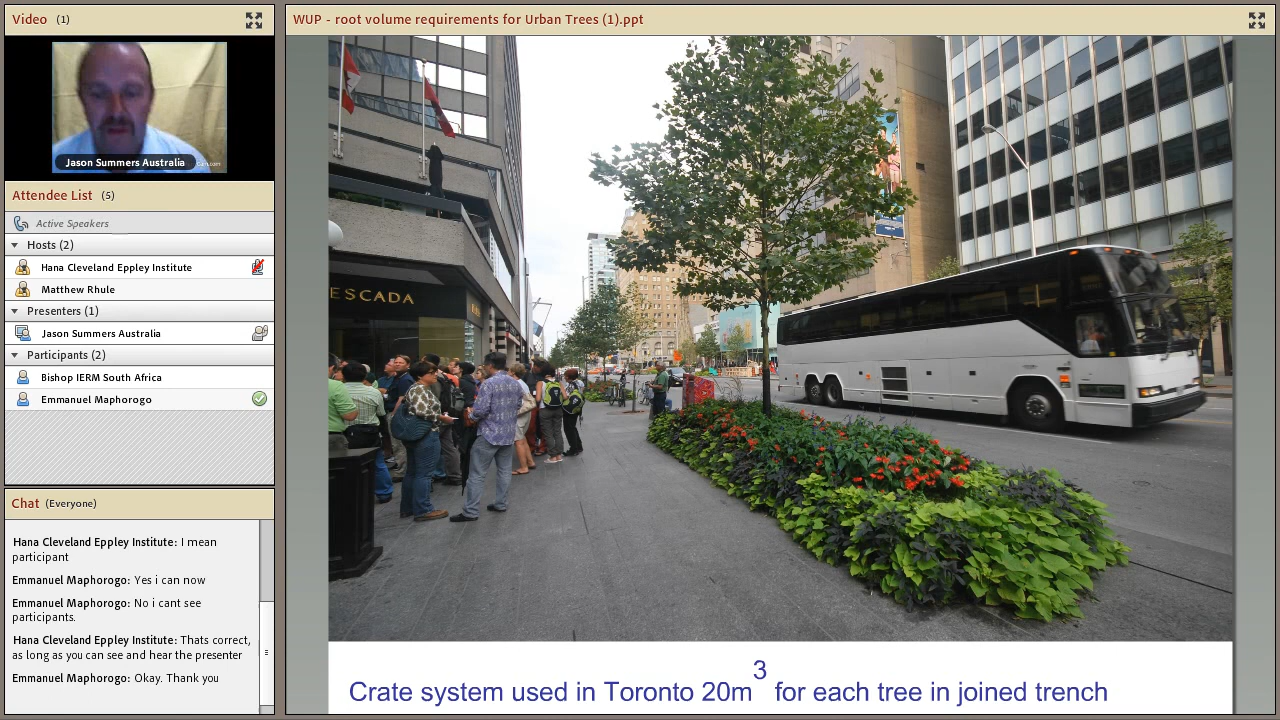 Video (1)
Jason Summers Australia
Attendee List (5)
Active Speakers
Hosts (2)
Hana Cleveland Eppley Institute
Matthew Rhule
Presenters (1)
Jason Summers Australia
Participants (2)
Bishop IERM South Africa
Emmanuel Maphorogo
Chat (Everyone)
Hana Cleveland Eppley Institute: I mean
participant
Emmanuel Maphorogo: Yes i can now
Emmanuel Maphorogo: No i cant see
participants.
Hana Cleveland Eppley Institute: Thats correct,
as long as you can see and hear the presenter
Emmanuel Maphorogo: Okay. Thank you
WUP - root volume requirements for Urban Trees (1).ppt
ESCADA
Crate system used in Toronto 20m³ for each tree in joined trench